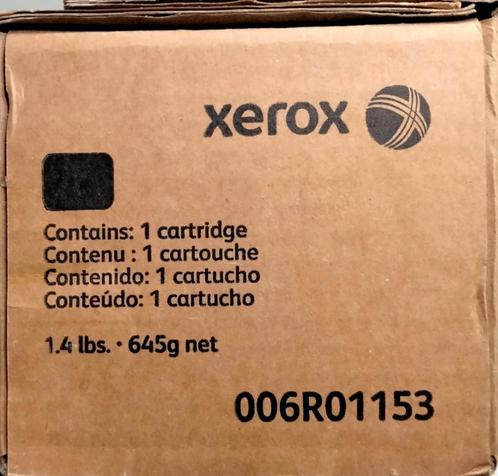 xerox
Contains: 1 cartridge
Contenu : 1 cartouche
Contenido: 1 cartucho
Conteúdo: 1 cartucho
1.4 lbs. · 645g net
006R01153